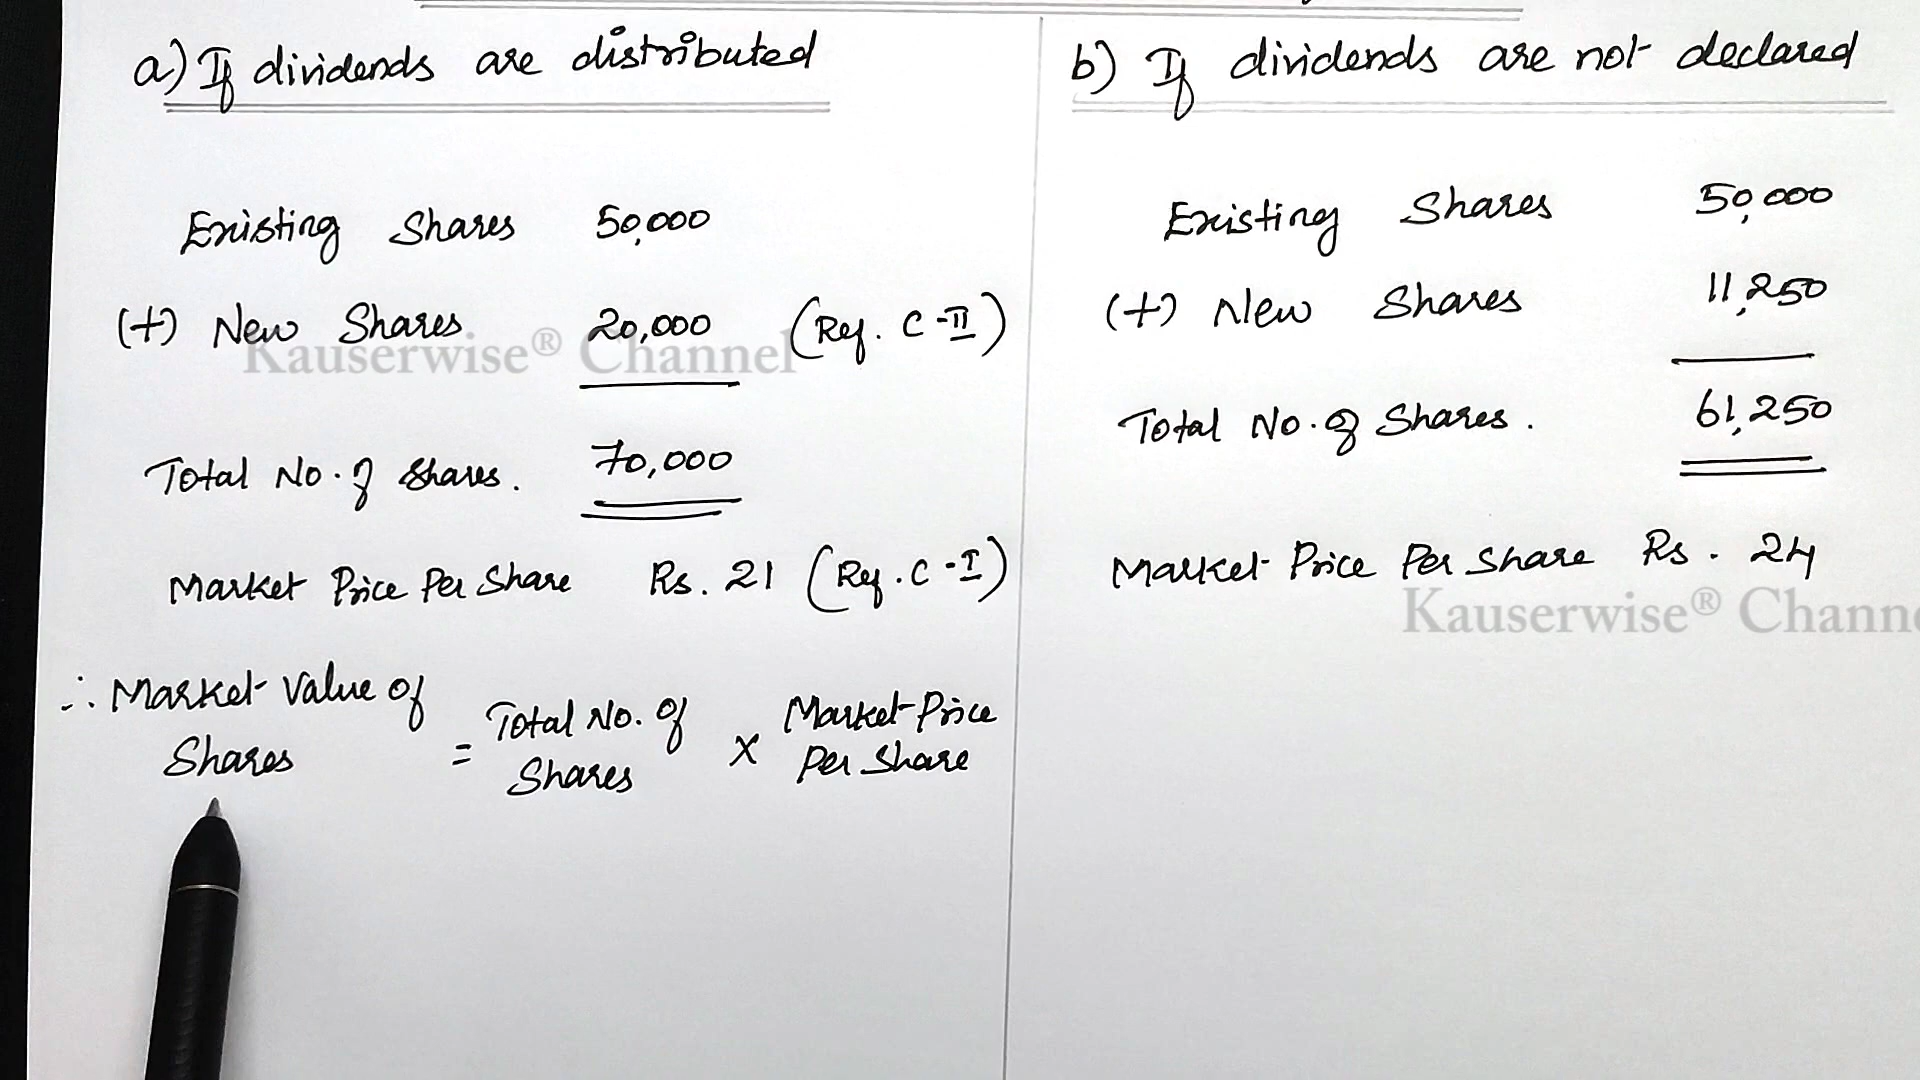 a) If dividends are distributed
Existing Shares 50,000
(+) New Shares 20,000 (Ref. C-II)
Total No. of Shares. 70,000
Market Price Per Share Rs. 21 (Ref. C-I)
∴ Market Value of Shares = Total No. of Shares x Market Price Per Share
b) If dividends are not declared
Existing Shares 50,000
(+) New Shares 11,250
Total No. of Shares. 61,250
Market Price Per Share Rs. 24
Kauserwise® Channel
Kauserwise® Channe